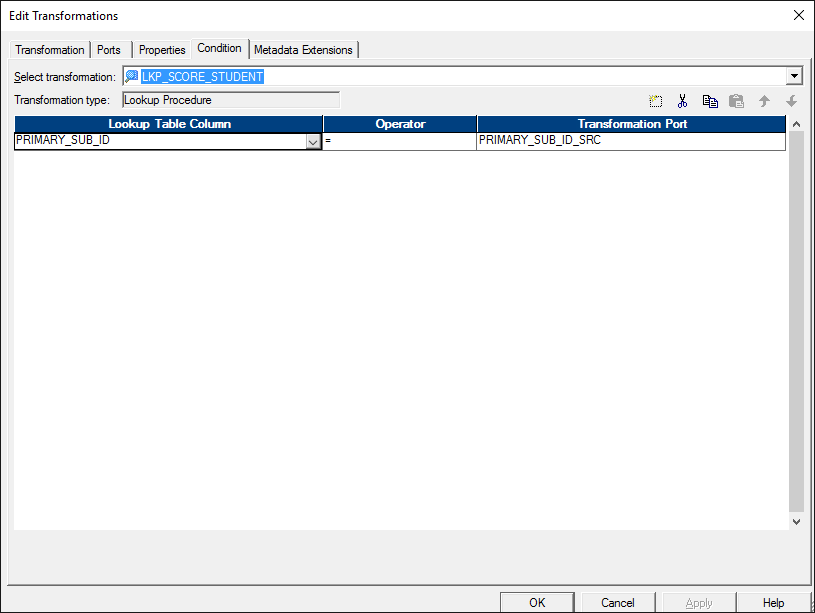 Edit Transformations
Transformation Ports Properties Condition Metadata Extensions
Select transformation: LKP_SCORE_STUDENT
Transformation type: Lookup Procedure
Lookup Table Column Operator Transformation Port
PRIMARY_SUB_ID = PRIMARY_SUB_ID_SRC
OK Cancel Apply Help